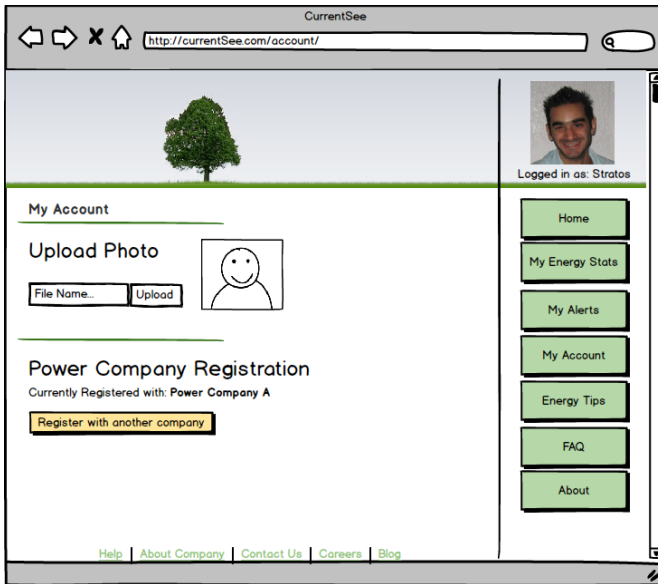 CurrentSee
http://currentSee.com/account/
Logged in as: Stratos
My Account
Upload Photo
File Name... Upload
Power Company Registration
Currently Registered with: Power Company A
Register with another company
Home
My Energy Stats
My Alerts
My Account
Energy Tips
FAQ
About
Help About Company Contact Us Careers Blog